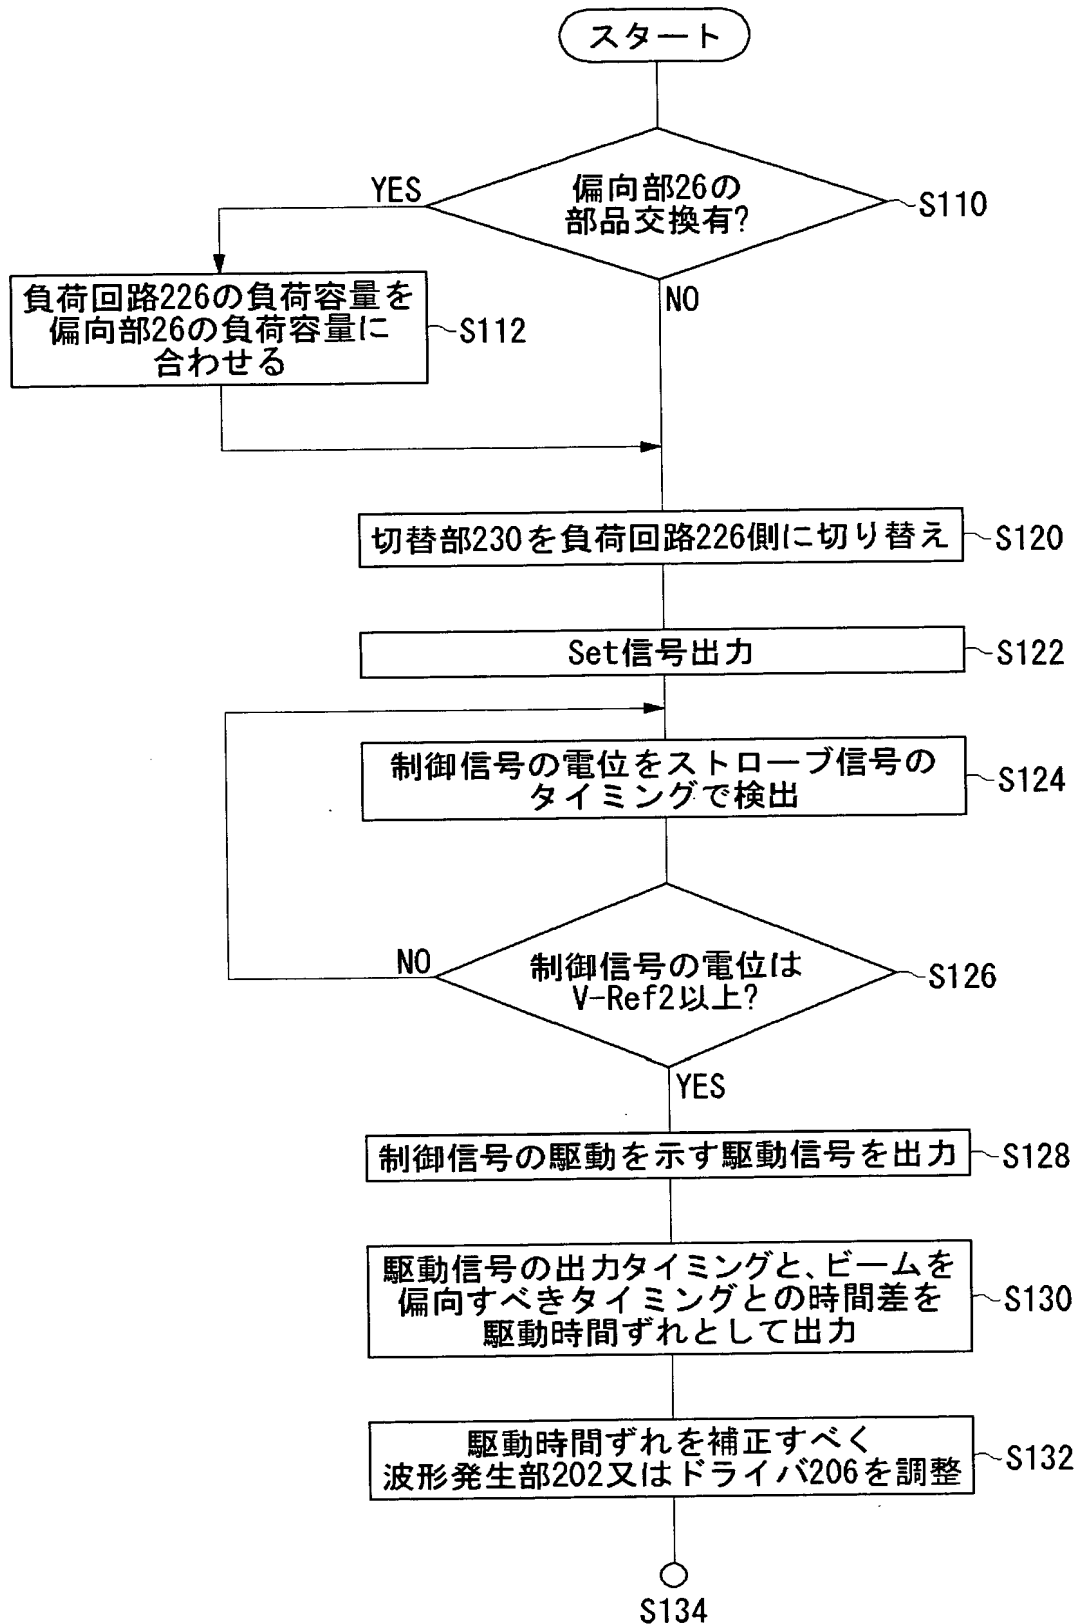 スタート
偏向部26の
部品交換有?
S110
YES
NO
負荷回路226の負荷容量を
偏向部26の負荷容量に
合わせる
S112
切替部230を負荷回路226側に切り替え
S120
Set信号出力
S122
制御信号の電位をストローブ信号の
タイミングで検出
S124
制御信号の電位は
V-Ref2以上?
S126
NO
YES
制御信号の駆動を示す駆動信号を出力
S128
駆動信号の出力タイミングと、ビームを
偏向すべきタイミングとの時間差を
駆動時間ずれとして出力
S130
駆動時間ずれを補正すべく
波形発生部202又はドライバ206を調整
S132
S134